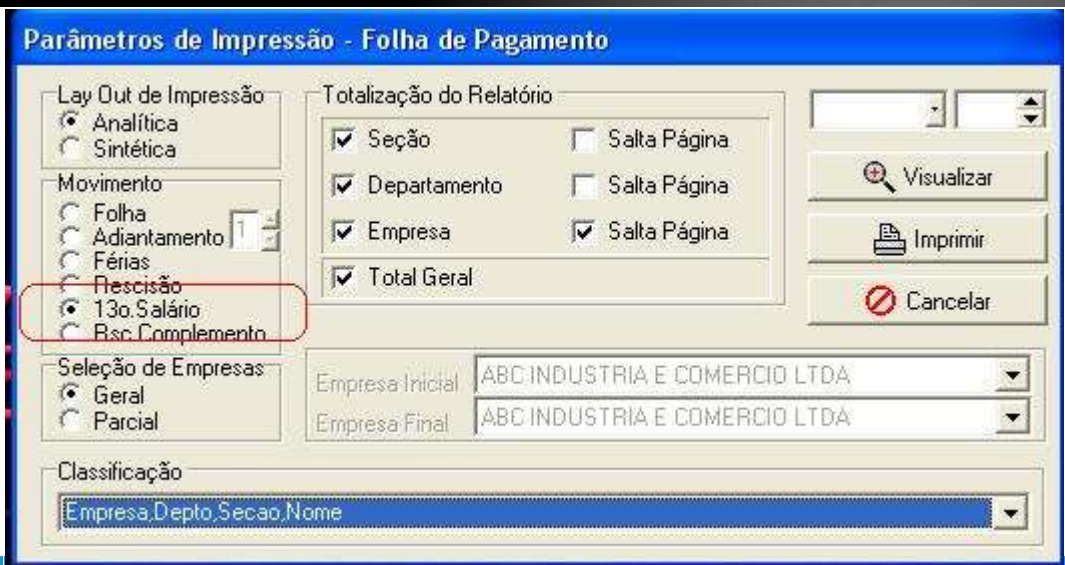 Parâmetros de Impressão - Folha de Pagamento
Lay Out de Impressão
Analítica
Sintética
Movimento
Folha
Adiantamento 1
Férias
Rescisão
13o.Salário
Rsc.Complemento
Seleção de Empresas
Geral
Parcial
Totalização do Relatório
Seção Salta Página
Departamento Salta Página
Empresa Salta Página
Total Geral
Visualizar
Imprimir
Cancelar
Empresa Inicial ABC INDUSTRIA E COMERCIO LTDA
Empresa Final ABC INDUSTRIA E COMERCIO LTDA
Classificação
Empresa,Depto,Secao,Nome